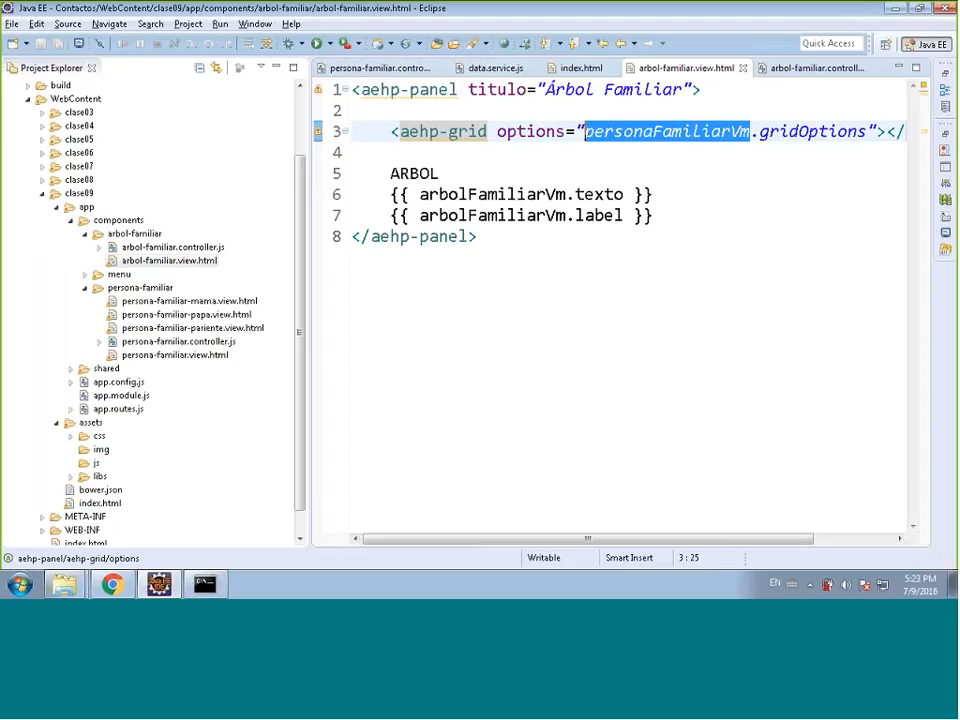 Java EE - Contactos/WebContent/clase09/app/components/arbol-familiar/arbol-familiar.view.html - Eclipse
File Edit Source Navigate Search Project Run Window Help
Quick Access
Java EE
Project Explorer
persona-familiar.contro...
data.service.js
index.html
arbol-familiar.view.html
arbol-familiar.controll...
build
WebContent
clase03
clase04
clase05
clase06
clase07
clase08
clase09
app
components
arbol-familiar
arbol-familiar.controller.js
arbol-familiar.view.html
menu
persona-familiar
persona-familiar-mama.view.html
persona-familiar-papa.view.html
persona-familiar-pariente.view.html
persona-familiar.controller.js
persona-familiar.view.html
shared
app.config.js
app.module.js
app.routes.js
assets
css
img
js
libs
bower.json
index.html
META-INF
WEB-INF
index.html
1 <aehp-panel titulo="Árbol Familiar">
2
3 <aehp-grid options="personaFamiliarVm.gridOptions"></
4
5 ARBOL
6 {{ arbolFamiliarVm.texto }}
7 {{ arbolFamiliarVm.label }}
8 </aehp-panel>
aehp-panel/aehp-grid/options
Writable
Smart Insert
3 : 25
EN
5:23 PM
7/9/2016